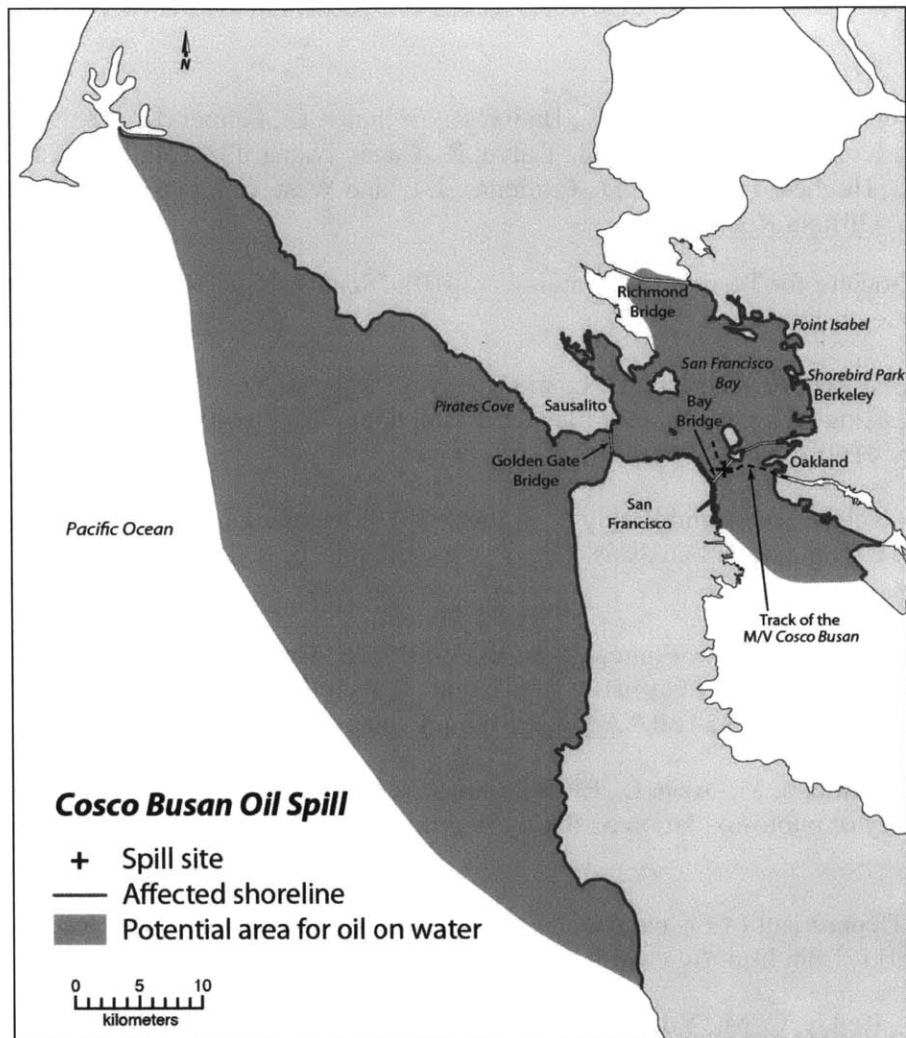 N
Richmond
Bridge
Point Isabel
San Francisco
Bay
Shorebird Park
Berkeley
Bay
Bridge
Pirates Cove
Sausalito
Golden Gate
Bridge
Oakland
San
Francisco
Pacific Ocean
Track of the
M/V Cosco Busan
Cosco Busan Oil Spill
Spill site
Affected shoreline
Potential area for oil on water
0 5 10
kilometers